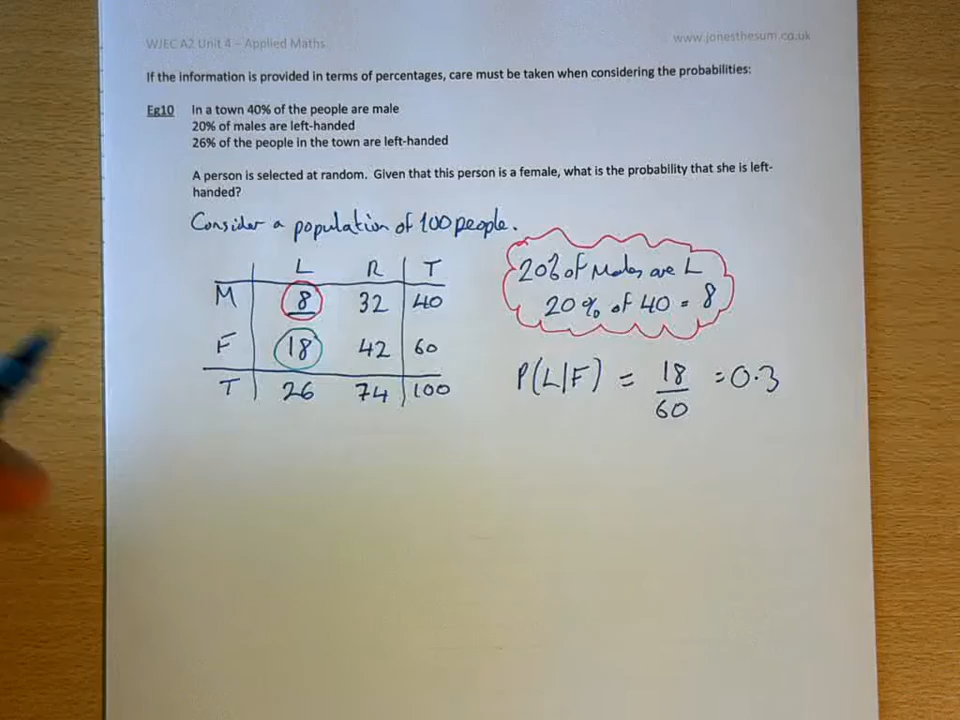 WJEC A2 Unit 4 – Applied Maths
www.jonesthesum.co.uk
If the information is provided in terms of percentages, care must be taken when considering the probabilities:
Eg10 In a town 40% of the people are male
20% of males are left-handed
26% of the people in the town are left-handed
A person is selected at random. Given that this person is a female, what is the probability that she is left-
handed?
Consider a population of 100 people.
L R T
M 8 32 40
F 18 42 60
T 26 74 100
20% of Males are L
20% of 40 = 8
P(L|F) = 18/60 = 0.3